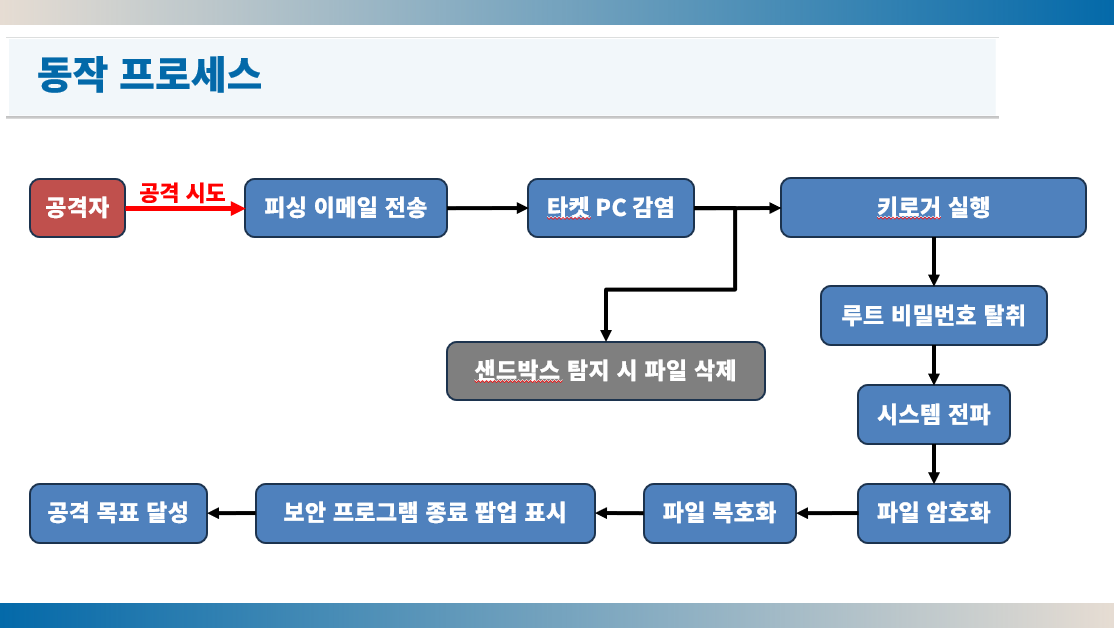 동작 프로세스
공격자
공격 시도
피싱 이메일 전송
타켓 PC 감염
키로거 실행
루트 비밀번호 탈취
샌드박스 탐지 시 파일 삭제
시스템 전파
공격 목표 달성
보안 프로그램 종료 팝업 표시
파일 복호화
파일 암호화